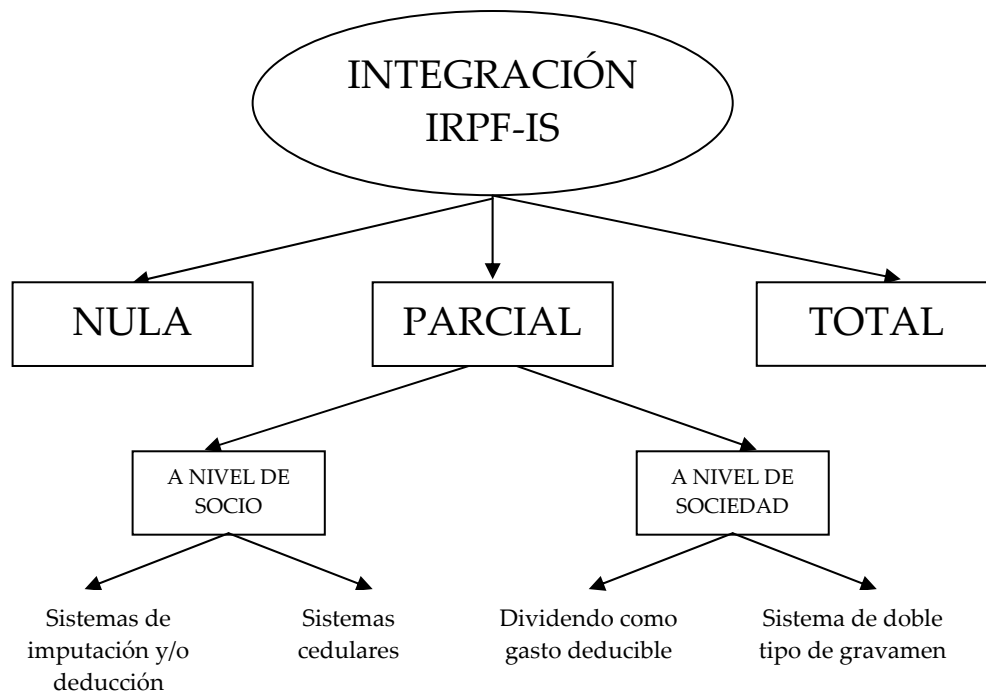 INTEGRACIÓN
IRPF-IS
NULA
PARCIAL
TOTAL
A NIVEL DE
SOCIO
A NIVEL DE
SOCIEDAD
Sistemas de
imputación y/o
deducción
Sistemas
cedulares
Dividendo como
gasto deducible
Sistema de doble
tipo de gravamen